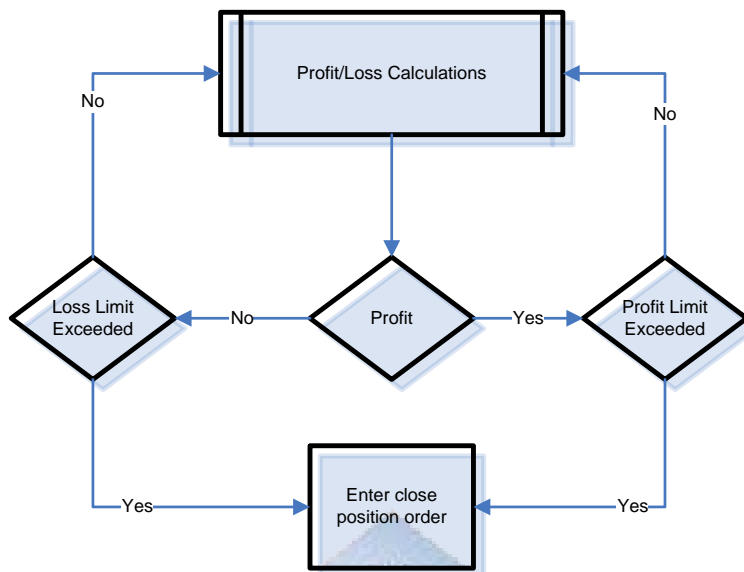 Profit/Loss Calculations
No
No
Loss Limit
Exceeded
No
Profit
Yes
Profit Limit
Exceeded
Yes
Enter close
position order
Yes